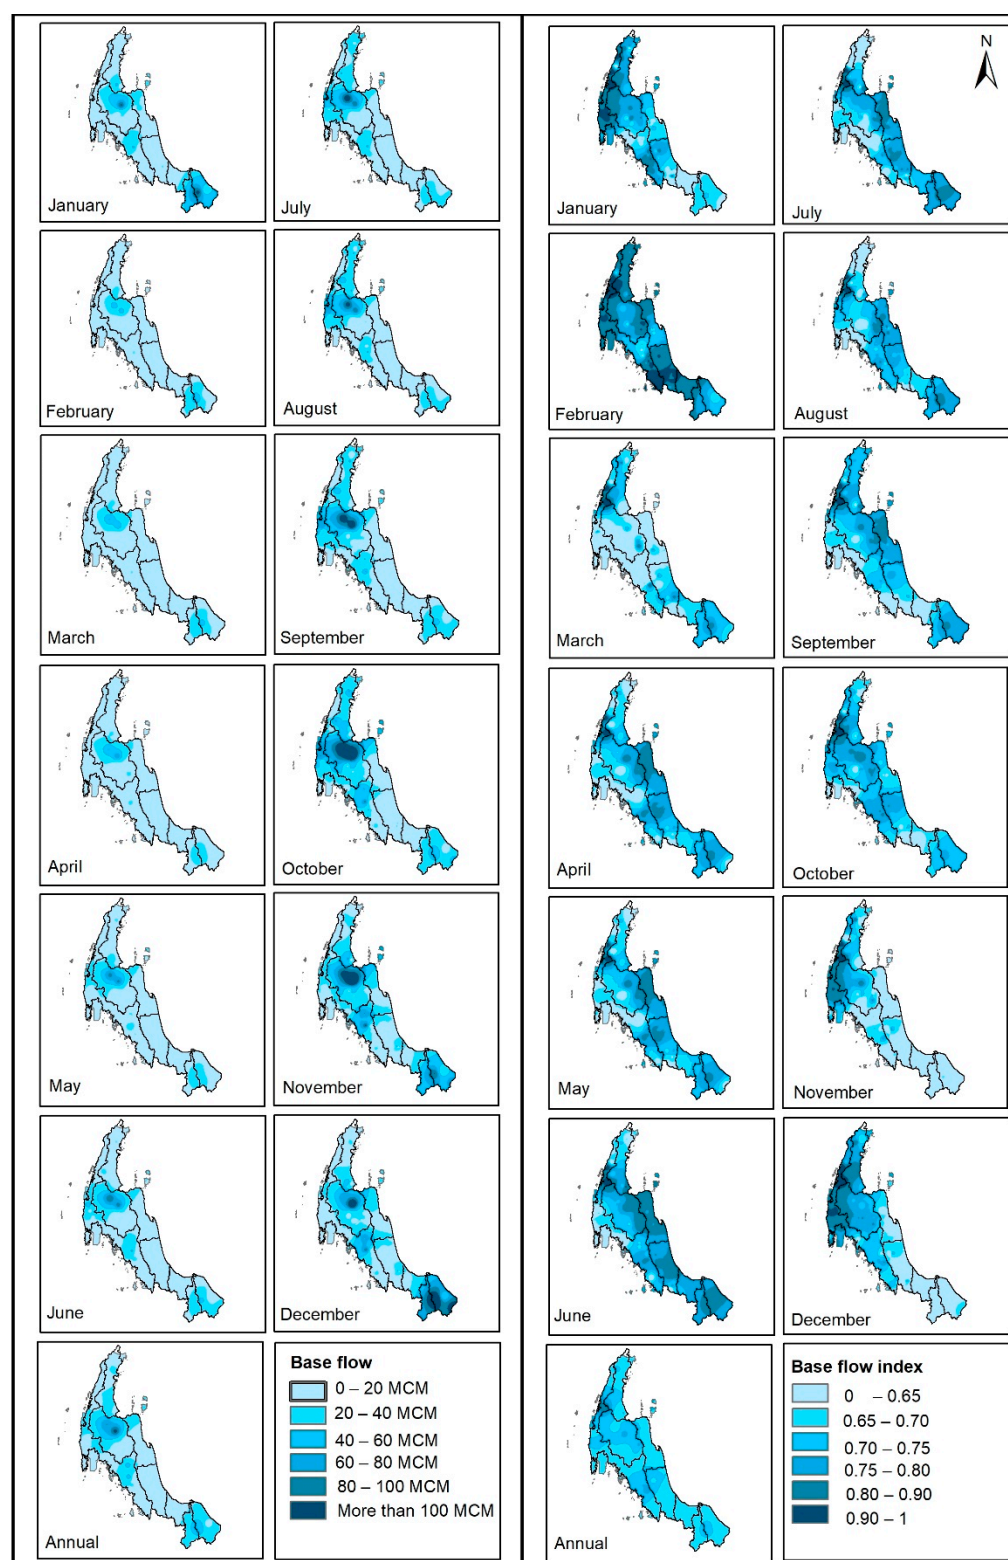 January
July
February
August
March
September
April
October
May
November
June
December
Annual
Base flow
0 – 20 MCM
20 – 40 MCM
40 – 60 MCM
60 – 80 MCM
80 – 100 MCM
More than 100 MCM
N
January
July
February
August
March
September
April
October
May
November
June
December
Annual
Base flow index
0 – 0.65
0.65 – 0.70
0.70 – 0.75
0.75 – 0.80
0.80 – 0.90
0.90 – 1